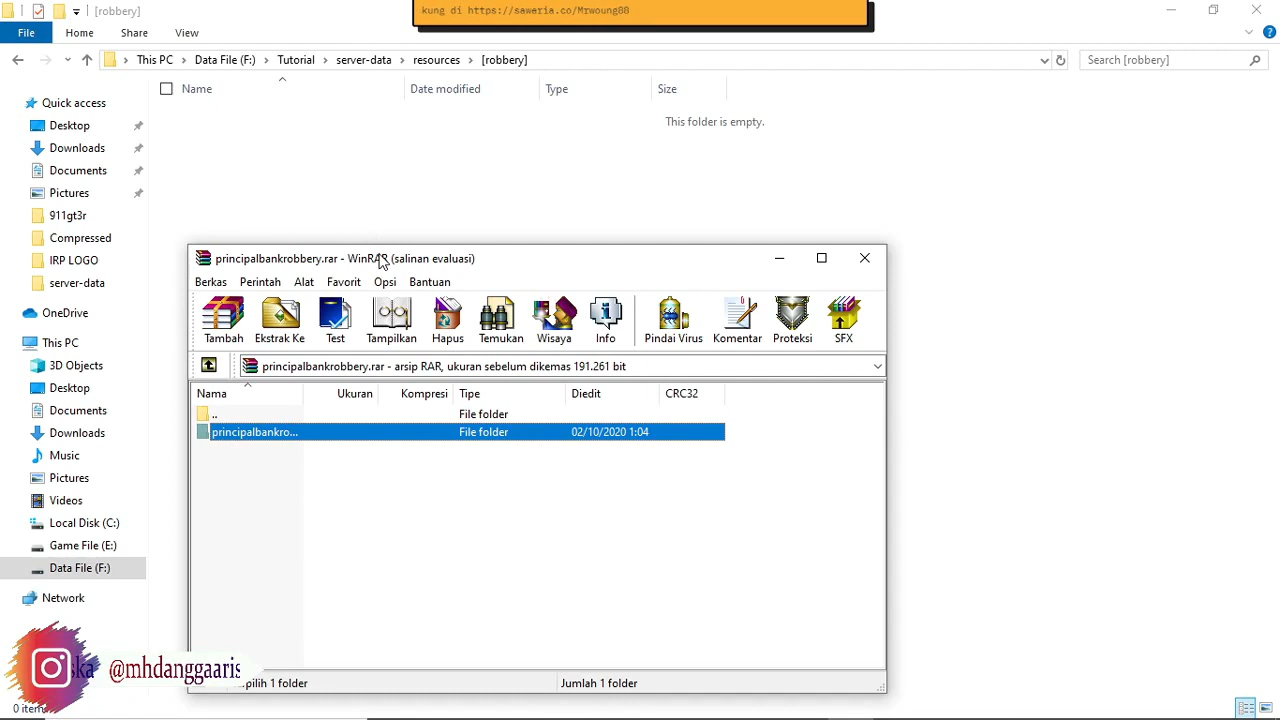 [robbery]
kung di https://saweria.co/Mrwoung80
File Home Share View
This PC Data File (F:) Tutorial server-data resources [robbery]
Search [robbery]
Name Date modified Type Size
This folder is empty.
Quick access
Desktop
Downloads
Documents
Pictures
911gt3r
Compressed
IRP LOGO
server-data
OneDrive
This PC
3D Objects
Desktop
Documents
Downloads
Music
Pictures
Videos
Local Disk (C:)
Game File (E:)
Data File (F:)
Network
principalbankrobbery.rar - WinRAR (salinan evaluasi)
Berkas Perintah Alat Favorit Opsi Bantuan
Tambah Ekstrak Ke Test Tampilkan Hapus Temukan Wisaya Info Pindai Virus Komentar Proteksi SFX
principalbankrobbery.rar - arsip RAR, ukuran sebelum dikemas 191.261 bit
Nama Ukuran Kompresi Tipe Diedit CRC32
.. File folder
principalbankro... File folder 02/10/2020 1:04
pilih 1 folder Jumlah 1 folder
ska @mhdanggaaris
0 items